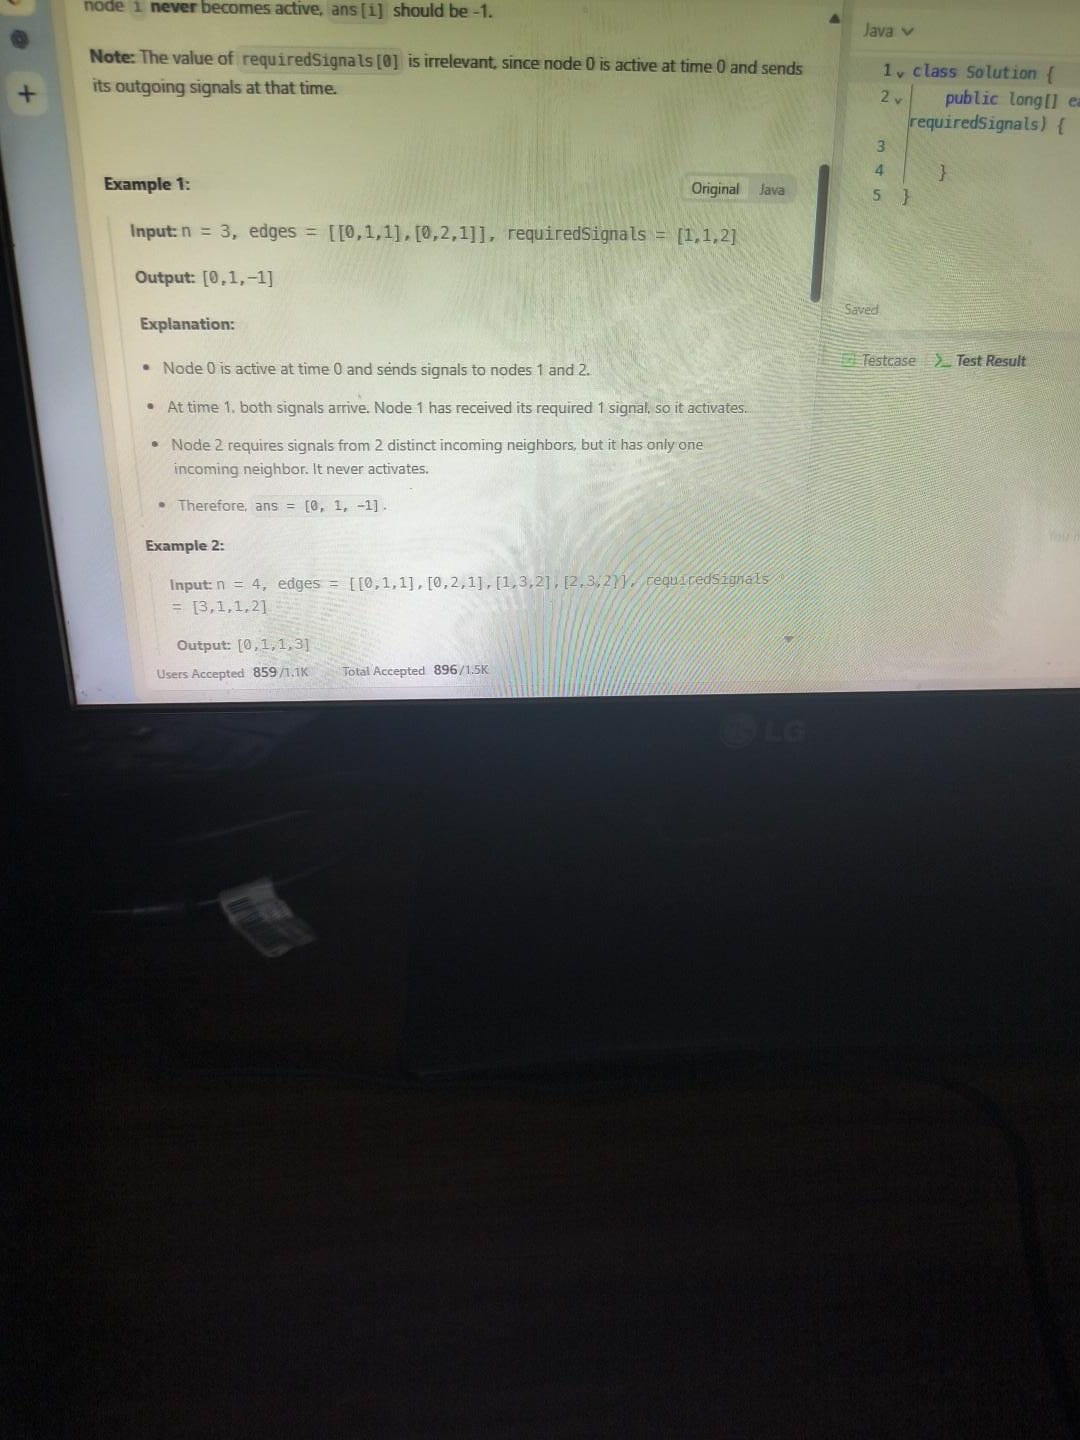 node i never becomes active, ans[i] should be -1.
Note: The value of requiredSignals[0] is irrelevant, since node 0 is active at time 0 and sends
its outgoing signals at that time.
Example 1:
Original Java
Input: n = 3, edges = [[0,1,1],[0,2,1]], requiredSignals = [1,1,2]
Output: [0,1,-1]
Explanation:
• Node 0 is active at time 0 and sends signals to nodes 1 and 2.
• At time 1, both signals arrive. Node 1 has received its required 1 signal, so it activates.
• Node 2 requires signals from 2 distinct incoming neighbors, but it has only one
incoming neighbor. It never activates.
• Therefore, ans = [0, 1, -1].
Example 2:
Input: n = 4, edges = [[0,1,1],[0,2,1],[1,3,2],[2,3,2]], requiredSignals
= [3,1,1,2]
Output: [0,1,1,3]
Users Accepted 859/1.1K Total Accepted 896/1.5K
Java
1 class Solution {
2 public long[]
requiredSignals) {
3
4 }
5 }
Saved
Testcase Test Result
LG